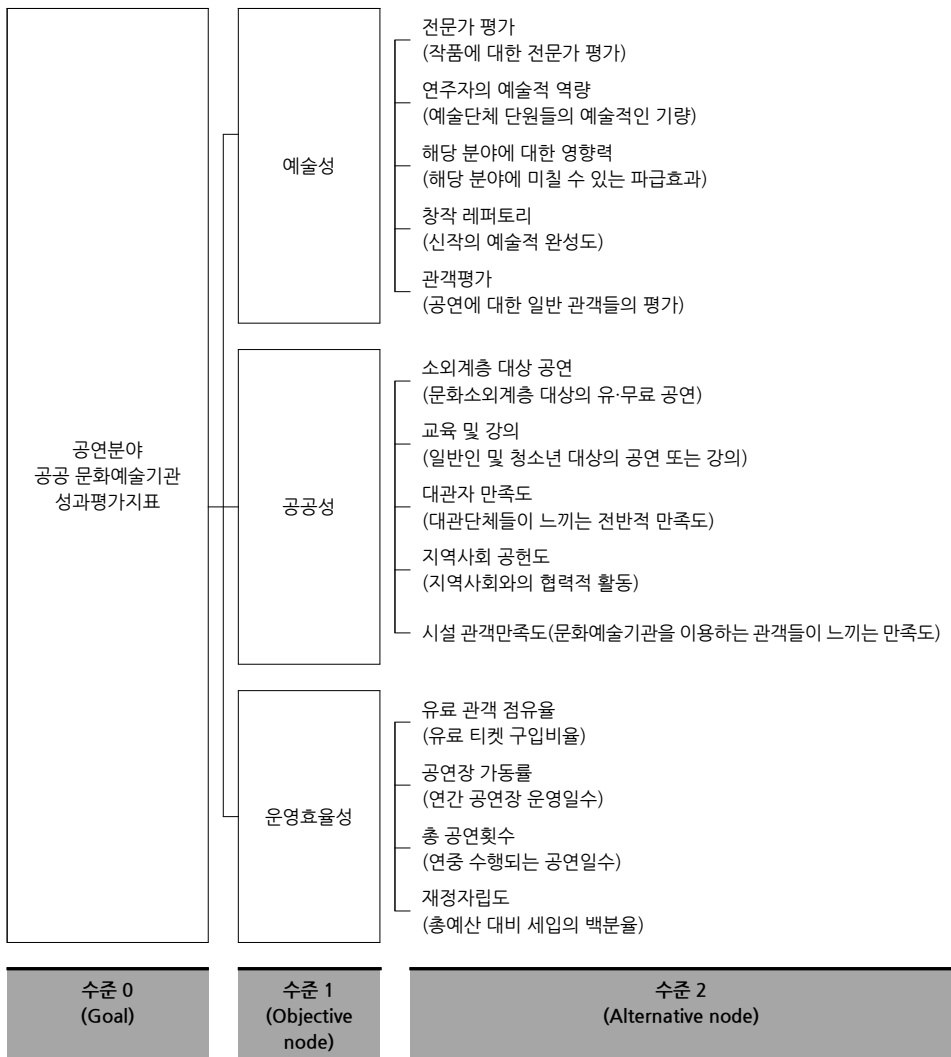 전문가 평가
(작품에 대한 전문가 평가)
연주자의 예술적 역량
(예술단체 단원들의 예술적인 기량)
예술성
해당 분야에 대한 영향력
(해당 분야에 미칠 수 있는 파급효과)
창작 레퍼토리
(신작의 예술적 완성도)
관객평가
(공연에 대한 일반 관객들의 평가)
공연분야
공공 문화예술기관
성과평가지표
소외계층 대상 공연
(문화소외계층 대상의 유·무료 공연)
교육 및 강의
(일반인 및 청소년 대상의 공연 또는 강의)
공공성
대관자 만족도
(대관단체들이 느끼는 전반적 만족도)
지역사회 공헌도
(지역사회와의 협력적 활동)
시설 관객만족도(문화예술기관을 이용하는 관객들이 느끼는 만족도)
유료 관객 점유율
(유료 티켓 구입비율)
공연장 가동률
(연간 공연장 운영일수)
운영효율성
총 공연횟수
(연중 수행되는 공연일수)
재정자립도
(총예산 대비 세입의 백분율)
수준 0
(Goal)
수준 1
(Objective
node)
수준 2
(Alternative node)